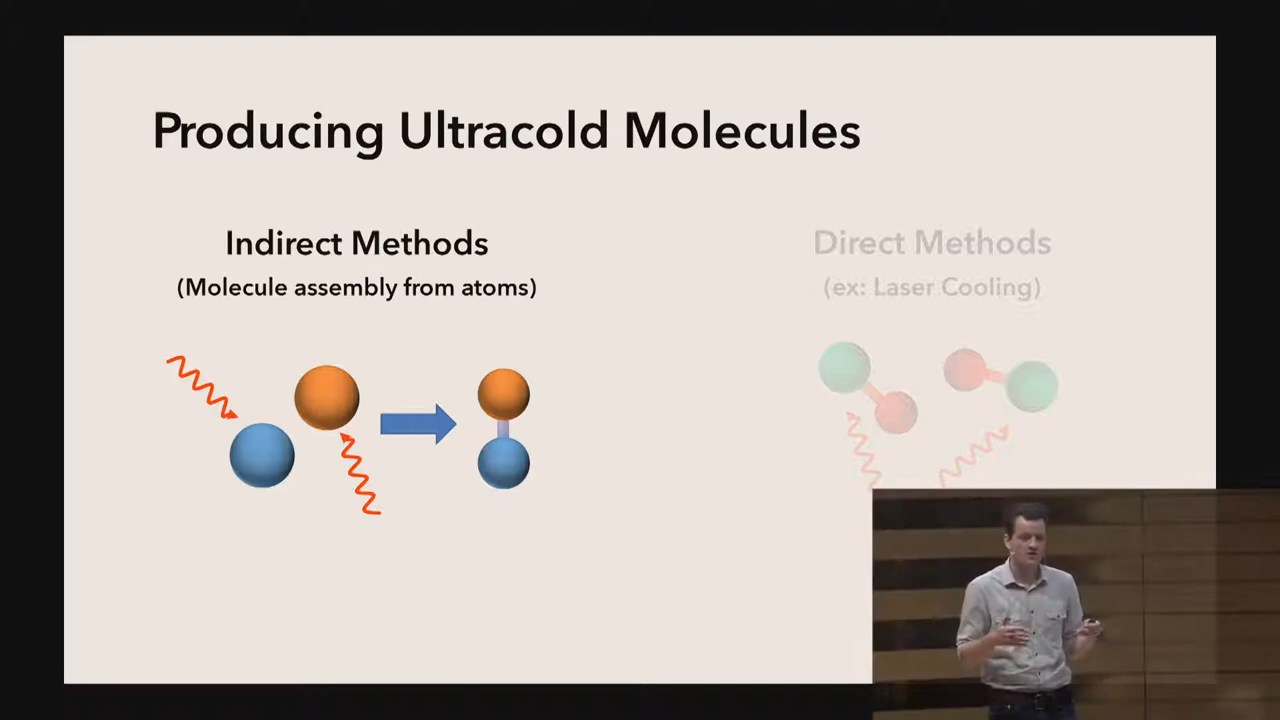 Producing Ultracold Molecules
Indirect Methods
(Molecule assembly from atoms)
Direct Methods
(ex: Laser Cooling)